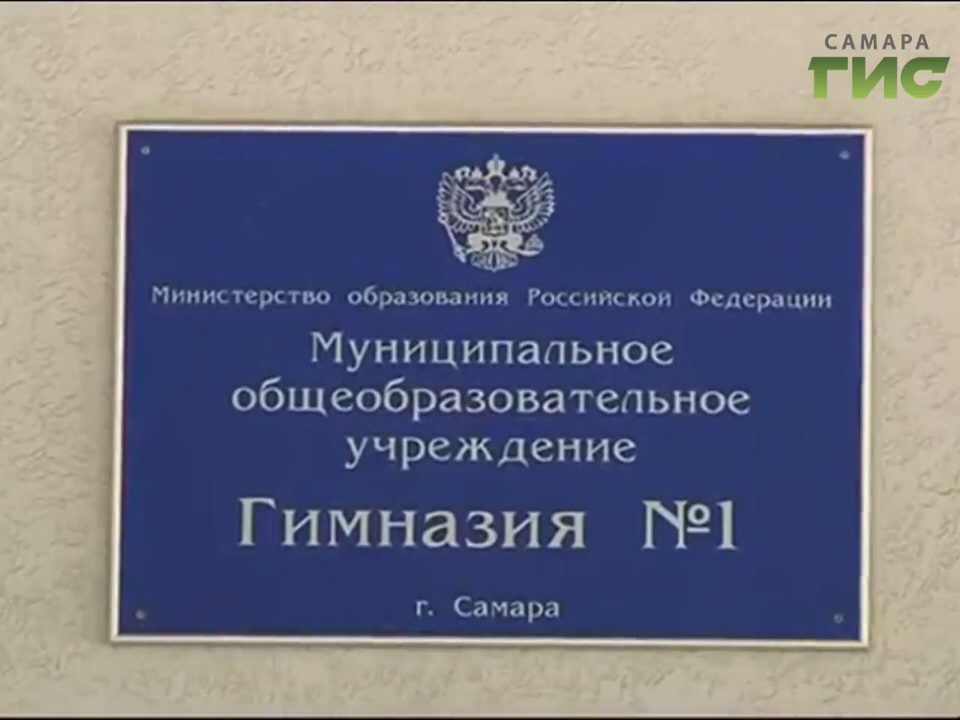 САМАРА
ГИС
Министерство образования Российской Федерации
Муниципальное
общеобразовательное
учреждение
Гимназия №1
г. Самара